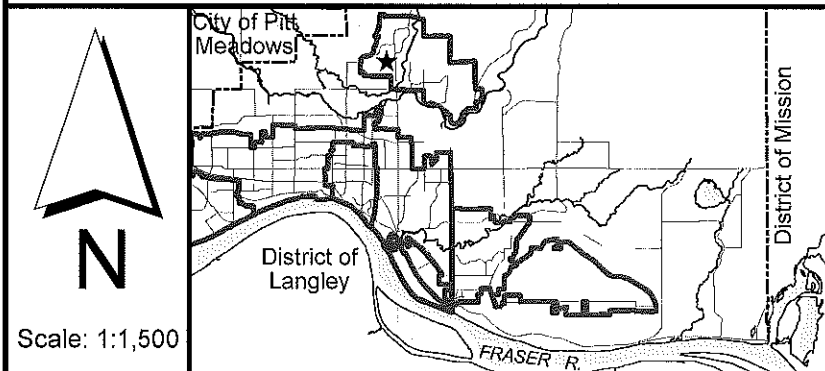 City of Pitt
Meadows
District of Mission
District of
Langley
N
Scale: 1:1,500
FRASER R.